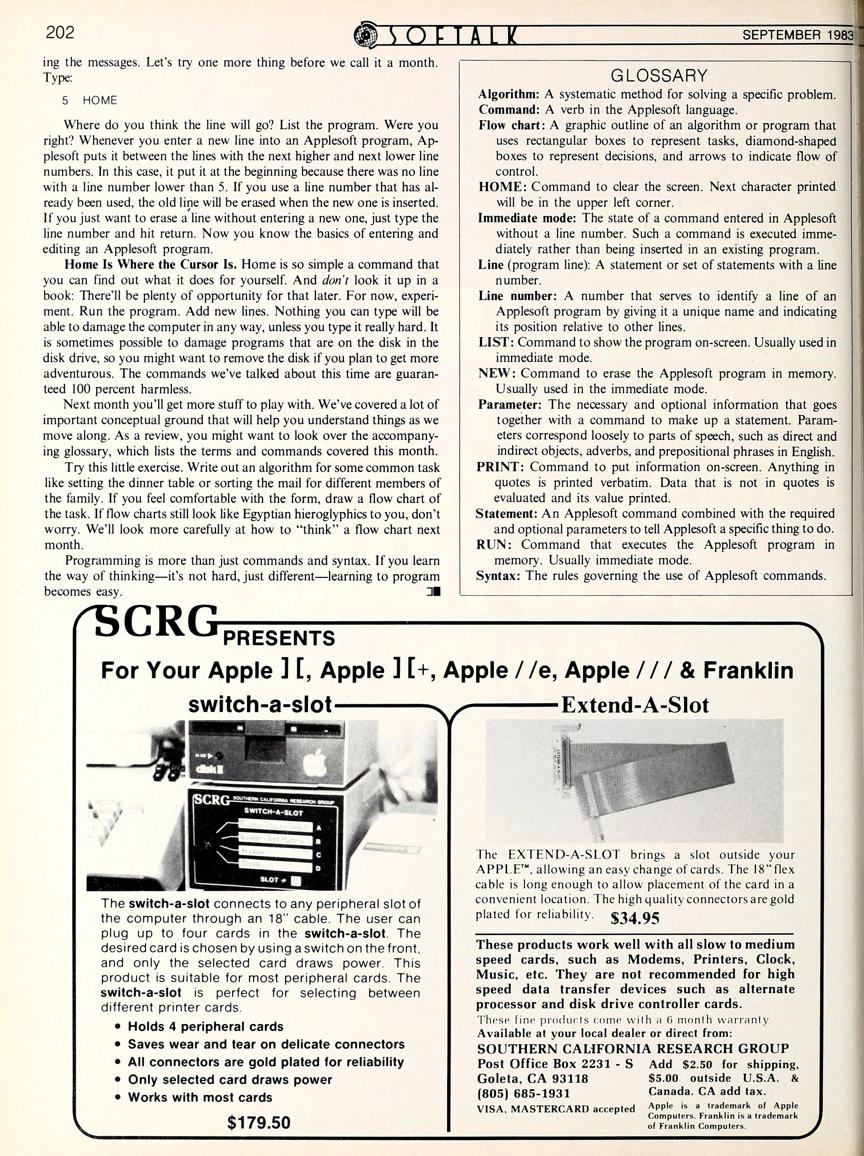 202
SOFTALK
SEPTEMBER 1983
ing the messages. Let's try one more thing before we call it a month.
Type:
5 HOME
Where do you think the line will go? List the program. Were you
right? Whenever you enter a new line into an Applesoft program, Ap-
plesoft puts it between the lines with the next higher and next lower line
numbers. In this case, it put it at the beginning because there was no line
with a line number lower than 5. If you use a line number that has al-
ready been used, the old line will be erased when the new one is inserted.
If you just want to erase a line without entering a new one, just type the
line number and hit return. Now you know the basics of entering and
editing an Applesoft program.
Home Is Where the Cursor Is. Home is so simple a command that
you can find out what it does for yourself. And don't look it up in a
book: There'll be plenty of opportunity for that later. For now, experi-
ment. Run the program. Add new lines. Nothing you can type will be
able to damage the computer in any way, unless you type it really hard. It
is sometimes possible to damage programs that are on the disk in the
disk drive, so you might want to remove the disk if you plan to get more
adventurous. The commands we've talked about this time are guaran-
teed 100 percent harmless.
Next month you'll get more stuff to play with. We've covered a lot of
important conceptual ground that will help you understand things as we
move along. As a review, you might want to look over the accompany-
ing glossary, which lists the terms and commands covered this month.
Try this little exercise. Write out an algorithm for some common task
like setting the dinner table or sorting the mail for different members of
the family. If you feel comfortable with the form, draw a flow chart of
the task. If flow charts still look like Egyptian hieroglyphics to you, don't
worry. We'll look more carefully at how to "think" a flow chart next
month.
Programming is more than just commands and syntax. If you learn
the way of thinking—it's not hard, just different—learning to program
becomes easy.
GLOSSARY
Algorithm: A systematic method for solving a specific problem.
Command: A verb in the Applesoft language.
Flow chart: A graphic outline of an algorithm or program that
uses rectangular boxes to represent tasks, diamond-shaped
boxes to represent decisions, and arrows to indicate flow of
control.
HOME: Command to clear the screen. Next character printed
will be in the upper left corner.
Immediate mode: The state of a command entered in Applesoft
without a line number. Such a command is executed imme-
diately rather than being inserted in an existing program.
Line (program line): A statement or set of statements with a line
number.
Line number: A number that serves to identify a line of an
Applesoft program by giving it a unique name and indicating
its position relative to other lines.
LIST: Command to show the program on-screen. Usually used in
immediate mode.
NEW: Command to erase the Applesoft program in memory.
Usually used in the immediate mode.
Parameter: The necessary and optional information that goes
together with a command to make up a statement. Param-
eters correspond loosely to parts of speech, such as direct and
indirect objects, adverbs, and prepositional phrases in English.
PRINT: Command to put information on-screen. Anything in
quotes is printed verbatim. Data that is not in quotes is
evaluated and its value printed.
Statement: An Applesoft command combined with the required
and optional parameters to tell Applesoft a specific thing to do.
RUN: Command that executes the Applesoft program in
memory. Usually immediate mode.
Syntax: The rules governing the use of Applesoft commands.
SCRG PRESENTS
For Your Apple ][, Apple ][+, Apple //e, Apple /// & Franklin
switch-a-slot
disk II
SCRG SOUTHERN CALIFORNIA RESEARCH GROUP
SWITCH-A-SLOT
A
B
C
D
SLOT #
The switch-a-slot connects to any peripheral slot of
the computer through an 18" cable. The user can
plug up to four cards in the switch-a-slot. The
desired card is chosen by using a switch on the front,
and only the selected card draws power. This
product is suitable for most peripheral cards. The
switch-a-slot is perfect for selecting between
different printer cards.
• Holds 4 peripheral cards
• Saves wear and tear on delicate connectors
• All connectors are gold plated for reliability
• Only selected card draws power
• Works with most cards
$179.50
Extend-A-Slot
The EXTEND-A-SLOT brings a slot outside your
APPLE™, allowing an easy change of cards. The 18" flex
cable is long enough to allow placement of the card in a
convenient location. The high quality connectors are gold
plated for reliability. $34.95
These products work well with all slow to medium
speed cards, such as Modems, Printers, Clock,
Music, etc. They are not recommended for high
speed data transfer devices such as alternate
processor and disk drive controller cards.
These fine products come with a 6 month warranty
Available at your local dealer or direct from:
SOUTHERN CALIFORNIA RESEARCH GROUP
Post Office Box 2231 - S
Goleta, CA 93118
(805) 685-1931
VISA, MASTERCARD accepted
Add $2.50 for shipping,
$5.00 outside U.S.A. &
Canada. CA add tax.
Apple is a trademark of Apple
Computers. Franklin is a trademark
of Franklin Computers.